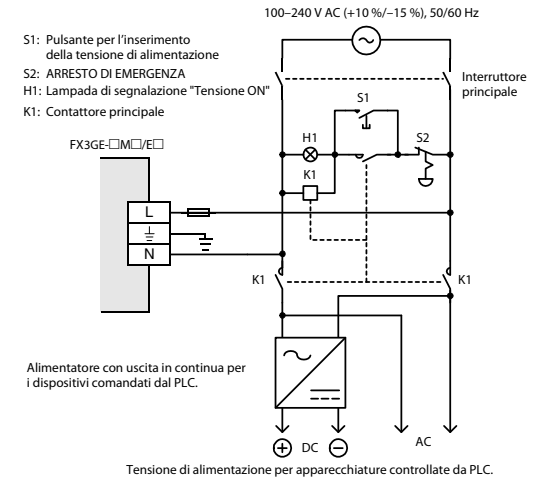 100–240 V AC (+10 %/–15 %), 50/60 Hz
S1: Pulsante per l’inserimento
della tensione di alimentazione
S2: ARRESTO DI EMERGENZA
H1: Lampada di segnalazione "Tensione ON"
K1: Contattore principale
Interruttore
principale
S1
H1
S2
K1
FX3GE-□M□/E□
L
N
K1
K1
Alimentatore con uscita in continua per
i dispositivi comandati dal PLC.
+ DC –
AC
Tensione di alimentazione per apparecchiature controllate da PLC.